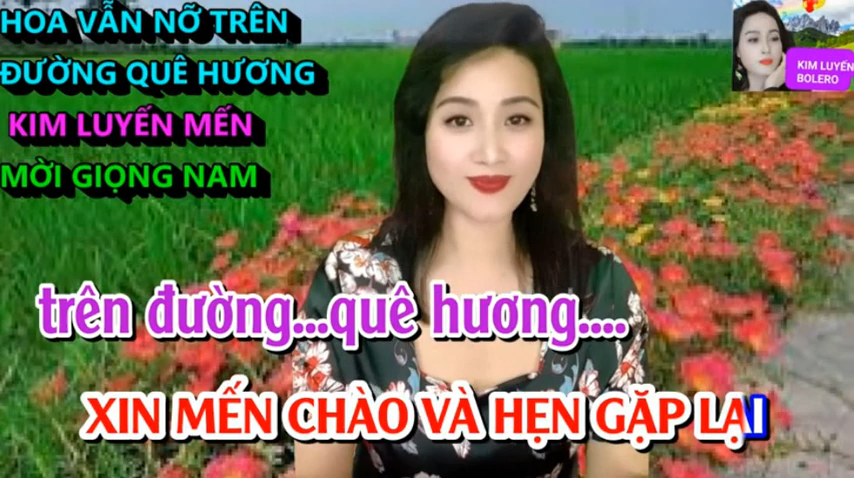 HOA VẪN NỠ TRÊN
ĐƯỜNG QUÊ HƯƠNG
KIM LUYẾN MẾN
MỜI GIỌNG NAM
KIM LUYẾN
BOLERO
trên đường...quê hương....
XIN MẾN CHÀO VÀ HẸN GẶP LẠI